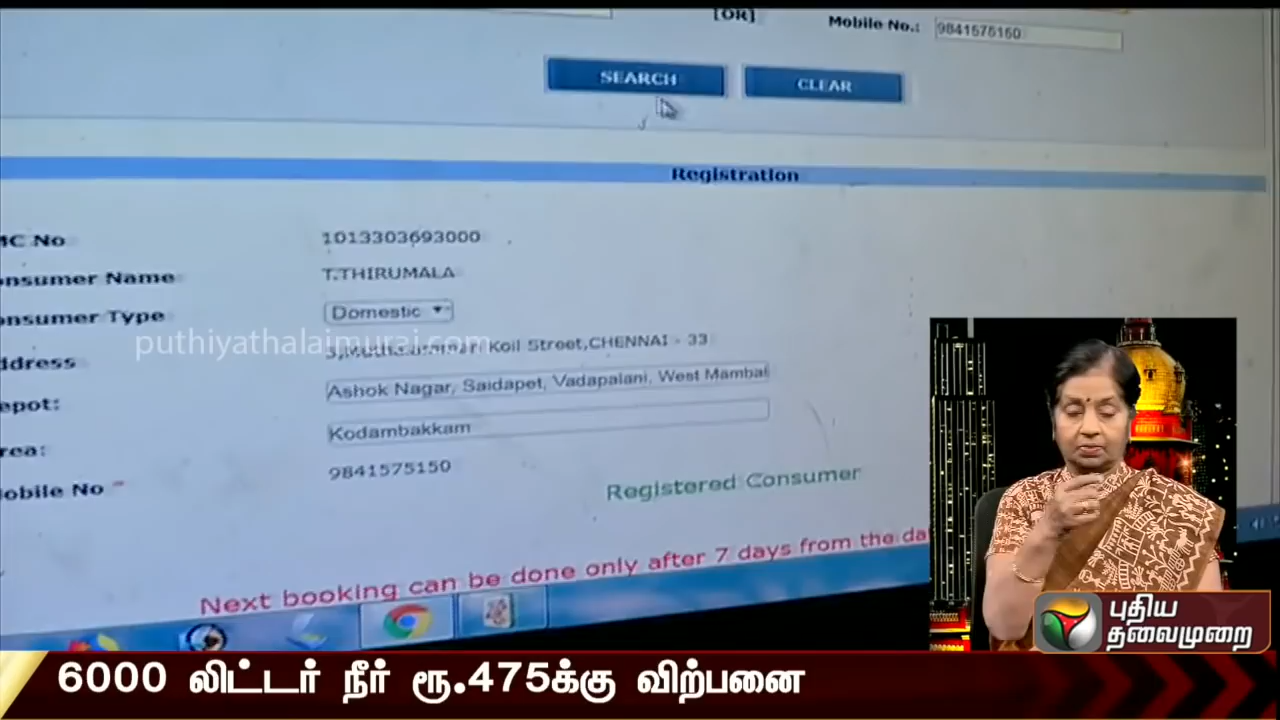 [OR]
Mobile No.: 9841575150
SEARCH CLEAR
Registration
MC No 1013303693000
onsumer Name T.THIRUMALA
onsumer Type Domestic
ddress Koil Street,CHENNAI - 33
epot: Ashok Nagar, Saidapet, Vadapalani, West Mambal
rea: Kodambakkam
obile No * 9841575150
Registered Consumer
Next booking can be done only after 7 days from the da
puthiyathalaimurai.com
புதிய
தலைமுறை
6000 லிட்டர் நீர் ரூ.475க்கு விற்பனை